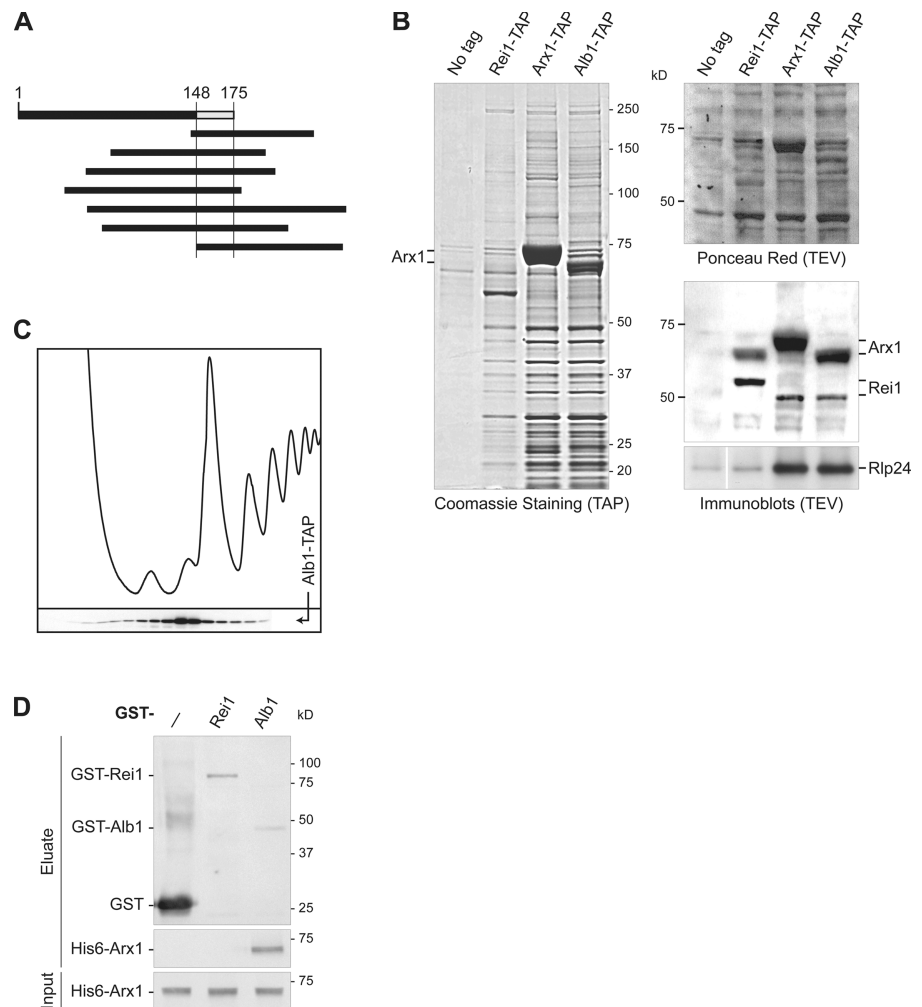 A
1
148
175
B
No tag
Rei1-TAP
Arx1-TAP
Alb1-TAP
Arx1
250
150
100
75
50
37
25
20
Coomassie Staining (TAP)
kD
No tag
Rei1-TAP
Arx1-TAP
Alb1-TAP
75
50
Ponceau Red (TEV)
75
50
Arx1
Rei1
Rlp24
Immunoblots (TEV)
C
Alb1-TAP
D
GST-
/
Rei1
Alb1
kD
Eluate
GST-Rei1
GST-Alb1
GST
100
75
50
37
25
His6-Arx1
75
Input
His6-Arx1
75